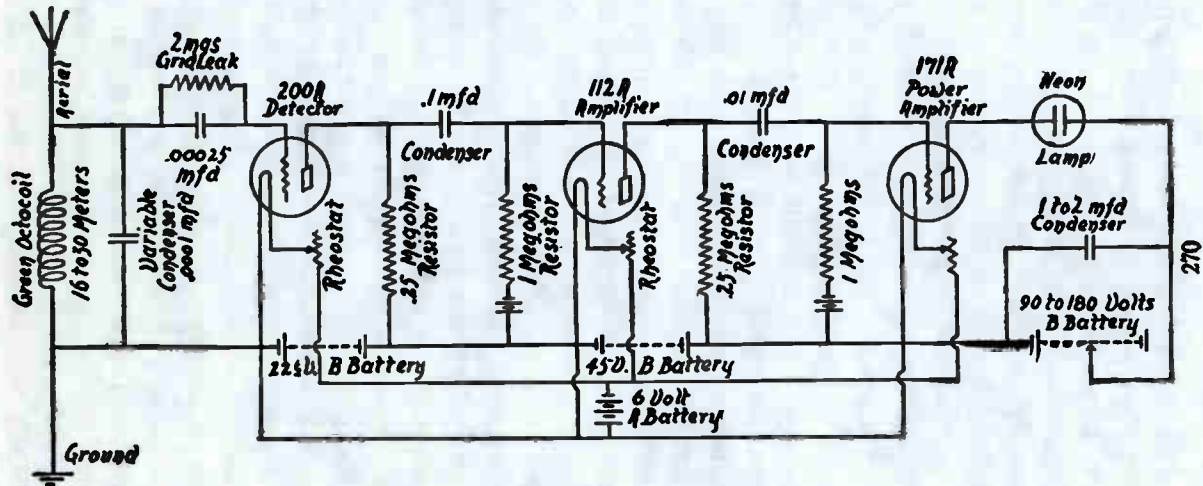 2 mgs
Grid Leak
Aerial
.00025
mfd
200A
Detector
.1 mfd
Condenser
112A
Amplifier
.01 mfd
Condenser
171A
Power
Amplifier
Neon
Lamp
Green Octocoil
16 to 30 Meters
Variable
Condenser
.0001 mfd
Rheostat
.25 Megohms
Resistor
1 Megohms
Resistor
Rheostat
.25 Megohms
Resistor
1 Megohms
1 to 2 mfd
Condenser
90 to 180 Volts
B Battery
22½ V. B Battery
45 V. B Battery
6 Volt
A Battery
Ground
270